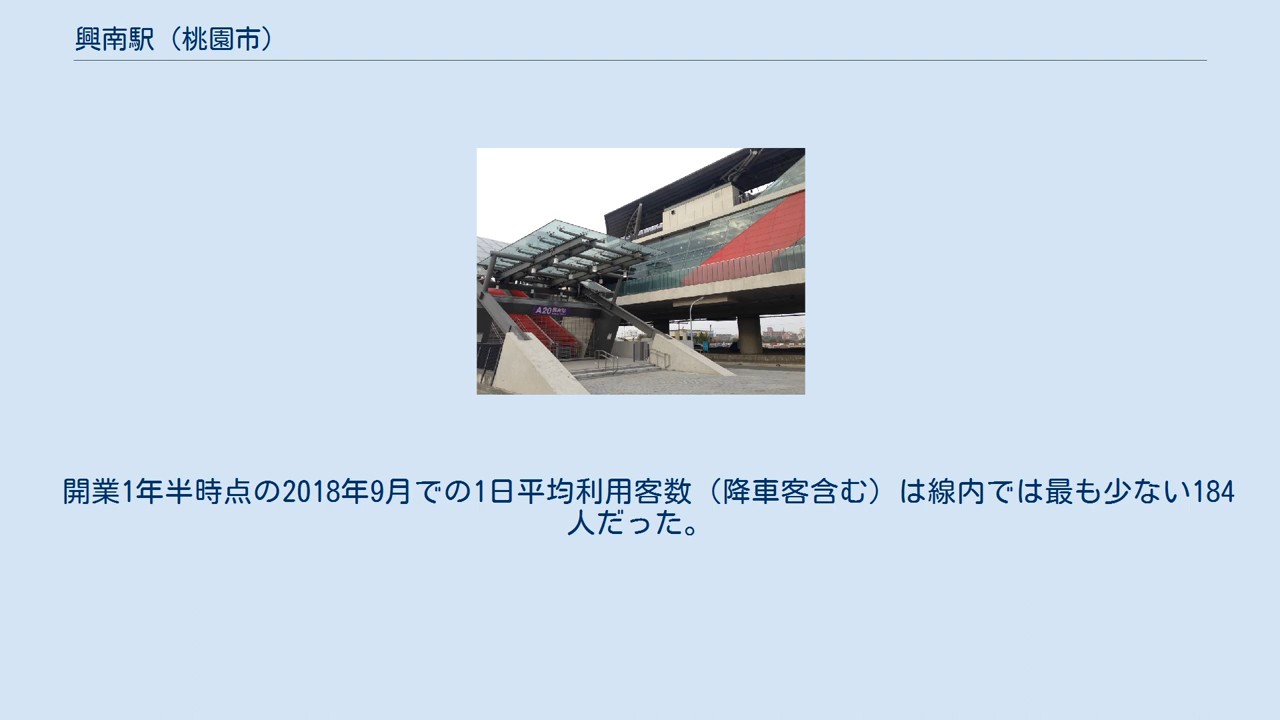 興南駅（桃園市）
A20
開業1年半時点の2018年9月での1日平均利用客数（降車客含む）は線内では最も少ない184
人だった。